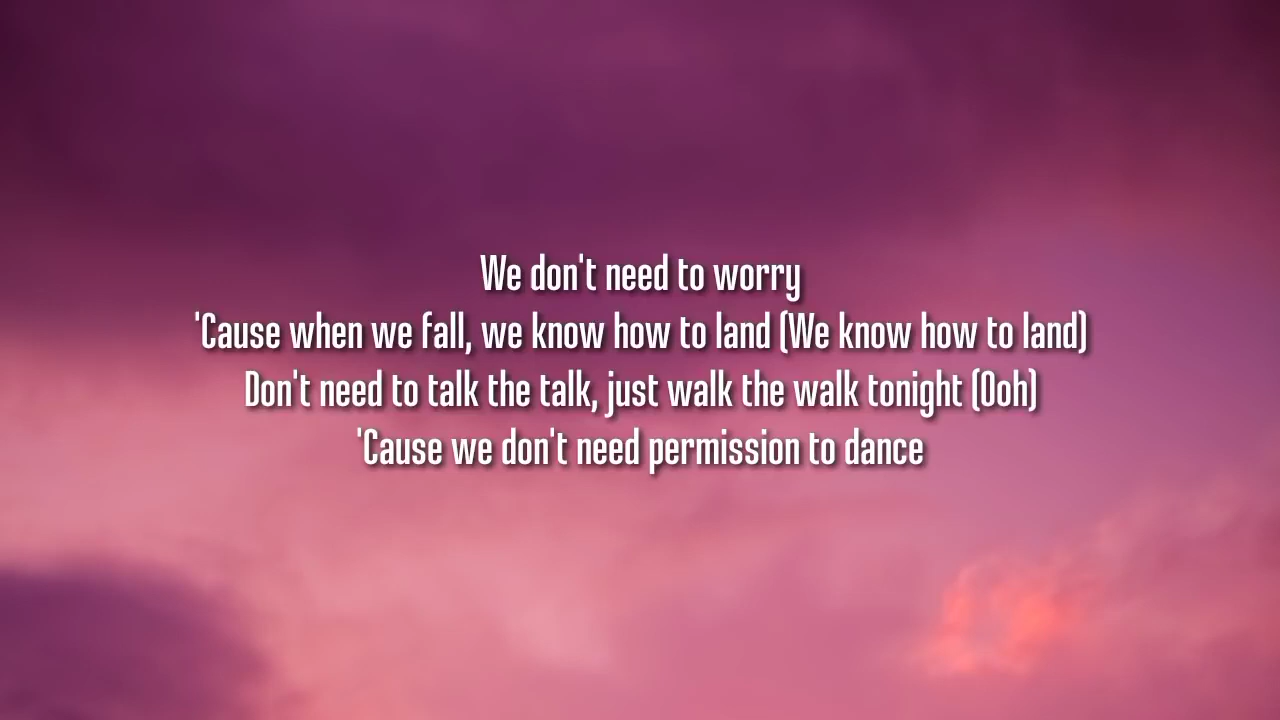 We don't need to worry
'Cause when we fall, we know how to land (We know how to land)
Don't need to talk the talk, just walk the walk tonight (Ooh)
'Cause we don't need permission to dance